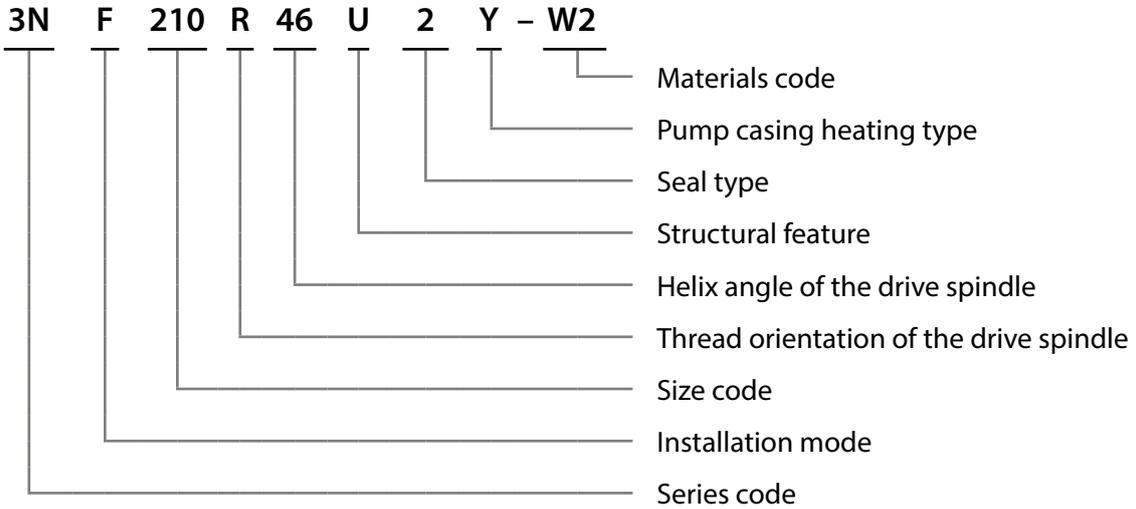 3N F 210 R 46 U 2 Y – W2
Materials code
Pump casing heating type
Seal type
Structural feature
Helix angle of the drive spindle
Thread orientation of the drive spindle
Size code
Installation mode
Series code